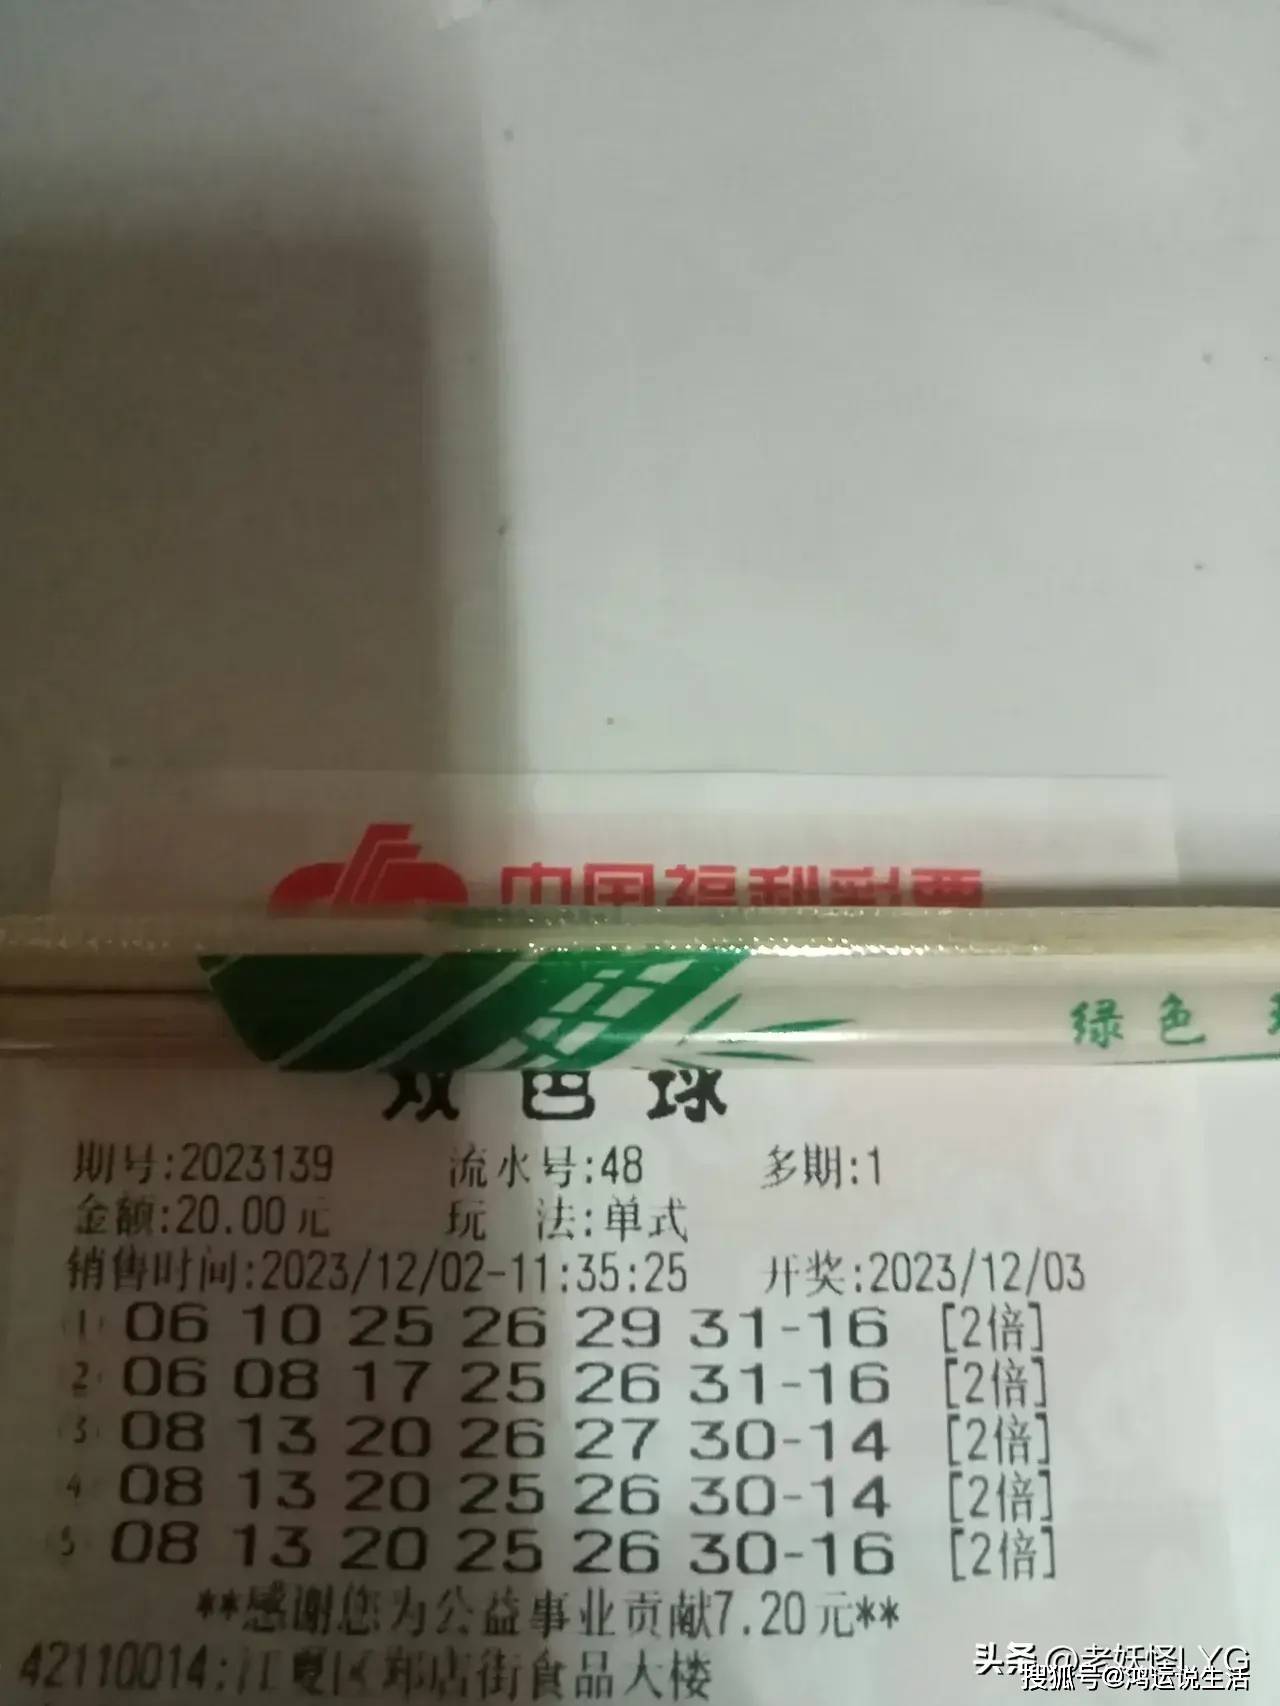 中国福利彩票
绿色
双色球
期号:2023139 流水号:48 多期:1
金额:20.00元 玩 法:单式
销售时间:2023/12/02-11:35:25 开奖:2023/12/03
(1) 06 10 25 26 29 31-16 [2倍]
2 06 08 17 25 26 31-16 [2倍]
(3) 08 13 20 26 27 30-14 [2倍]
4 08 13 20 25 26 30-14 [2倍]
(5) 08 13 20 25 26 30-16 [2倍]
**感谢您为公益事业贡献7.20元**
42110014:江夏区 街食品大楼
头条 @老妖怪LYG
搜狐号@鸿运说生活